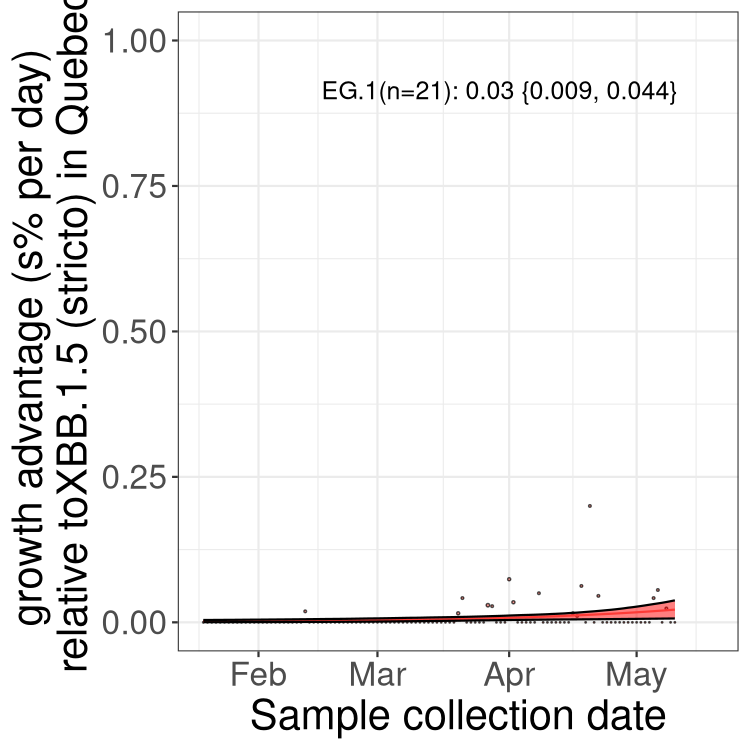 growth advantage (s% per day)
relative toXBB.1.5 (stricto) in Quebec
1.00
0.75
0.50
0.25
0.00
EG.1(n=21): 0.03 {0.009, 0.044}
Feb Mar Apr May
Sample collection date